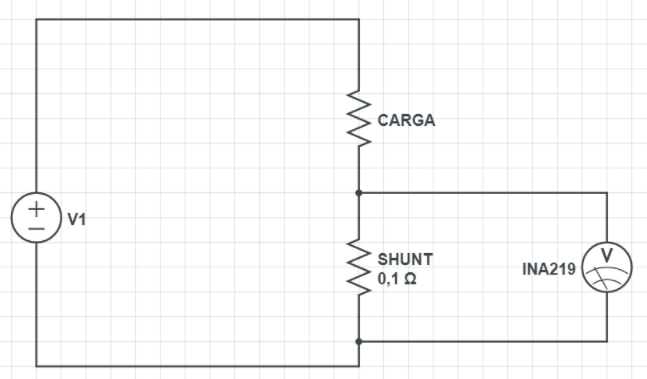 CARGA
+
V1
−
SHUNT
0,1 Ω
V
INA219